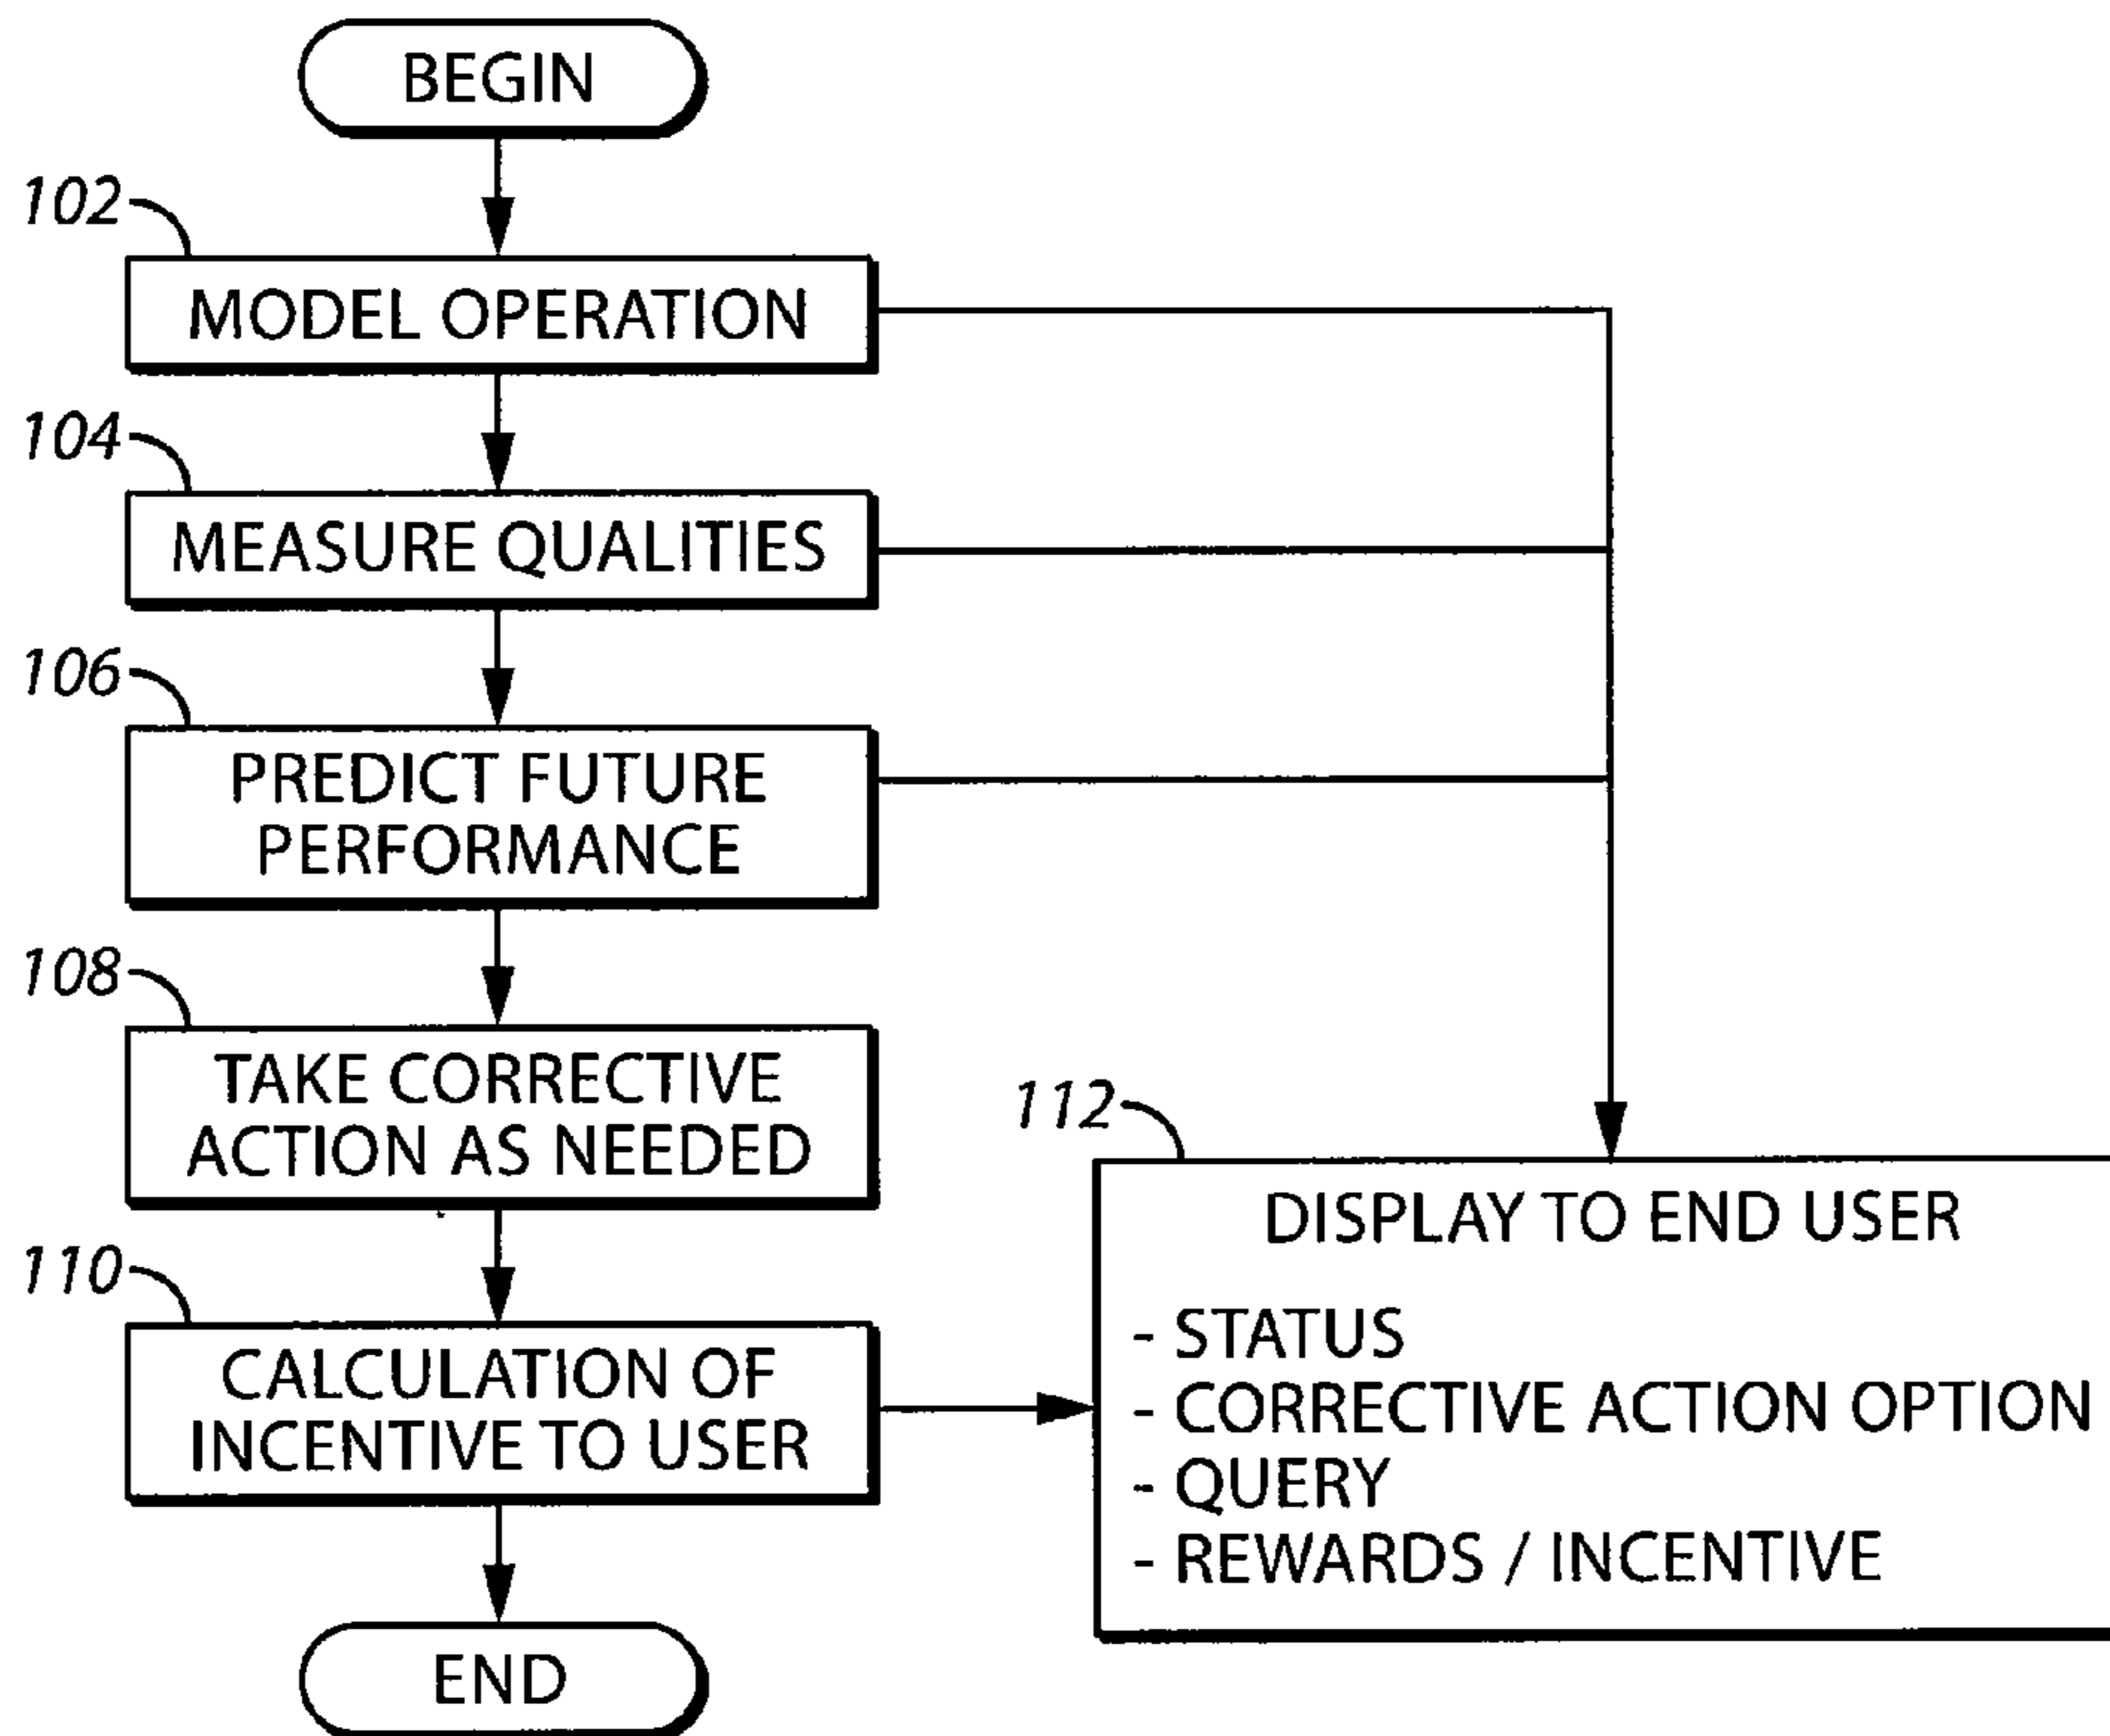 BEGIN
102
MODEL OPERATION
104
MEASURE QUALITIES
106
PREDICT FUTURE
PERFORMANCE
108
TAKE CORRECTIVE
ACTION AS NEEDED
110
CALCULATION OF
INCENTIVE TO USER
END
112
DISPLAY TO END USER
- STATUS
- CORRECTIVE ACTION OPTION
- QUERY
- REWARDS / INCENTIVE